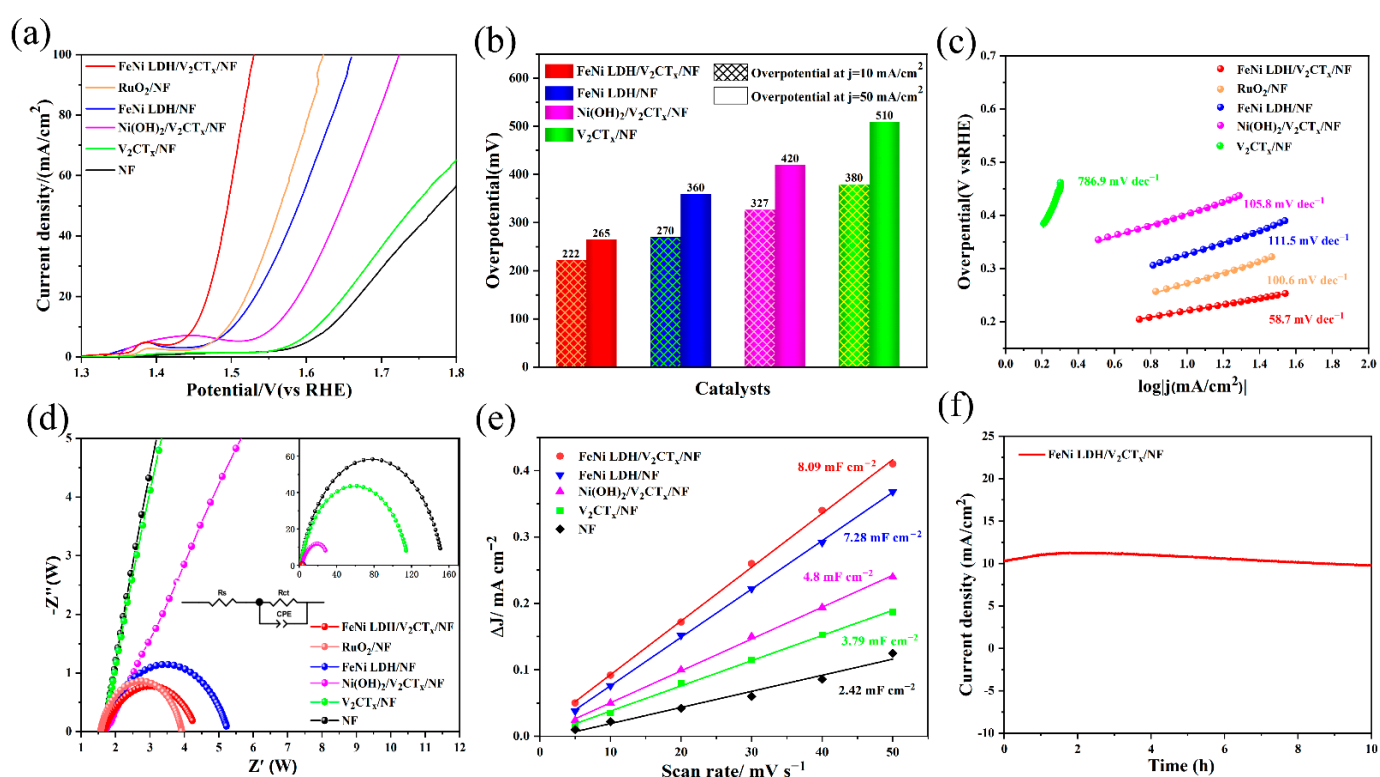 (a)
100
80
60
40
20
0
1.3
1.4
1.5
1.6
1.7
1.8
Current density/(mA/cm²)
Potential/V(vs RHE)
FeNi LDH/V₂CTₓ/NF
RuO₂/NF
FeNi LDH/NF
Ni(OH)₂/V₂CTₓ/NF
V₂CTₓ/NF
NF
(b)
600
500
400
300
200
100
0
Overpotential(mV)
Catalysts
FeNi LDH/V₂CTₓ/NF
FeNi LDH/NF
Ni(OH)₂/V₂CTₓ/NF
V₂CTₓ/NF
Overpotential at j=10 mA/cm²
Overpotential at j=50 mA/cm²
222
265
270
360
327
420
380
510
(c)
0.7
0.6
0.5
0.4
0.3
0.2
0.0
0.2
0.4
0.6
0.8
1.0
1.2
1.4
1.6
1.8
2.0
Overpential(V vsRHE)
log|j(mA/cm²)|
FeNi LDH/V₂CTₓ/NF
RuO₂/NF
FeNi LDH/NF
Ni(OH)₂/V₂CTₓ/NF
V₂CTₓ/NF
786.9 mV dec⁻¹
105.8 mV dec⁻¹
111.5 mV dec⁻¹
100.6 mV dec⁻¹
58.7 mV dec⁻¹
(d)
5
4
3
2
1
0
1
2
3
4
5
6
7
8
9
10
11
12
-Z''(W)
Z' (W)
60
40
20
0
0
40
80
120
160
Rs
Rct
CPE
FeNi LDH/V₂CTₓ/NF
RuO₂/NF
FeNi LDH/NF
Ni(OH)₂/V₂CTₓ/NF
V₂CTₓ/NF
NF
(e)
0.4
0.3
0.2
0.1
0.0
0
10
20
30
40
50
ΔJ/ mA cm⁻²
Scan rate/ mV s⁻¹
FeNi LDH/V₂CTₓ/NF
FeNi LDH/NF
Ni(OH)₂/V₂CTₓ/NF
V₂CTₓ/NF
NF
8.09 mF cm⁻²
7.28 mF cm⁻²
4.8 mF cm⁻²
3.79 mF cm⁻²
2.42 mF cm⁻²
(f)
25
20
15
10
5
0
-5
-10
0
2
4
6
8
10
Current density (mA/cm²)
Time (h)
FeNi LDH/V₂CTₓ/NF